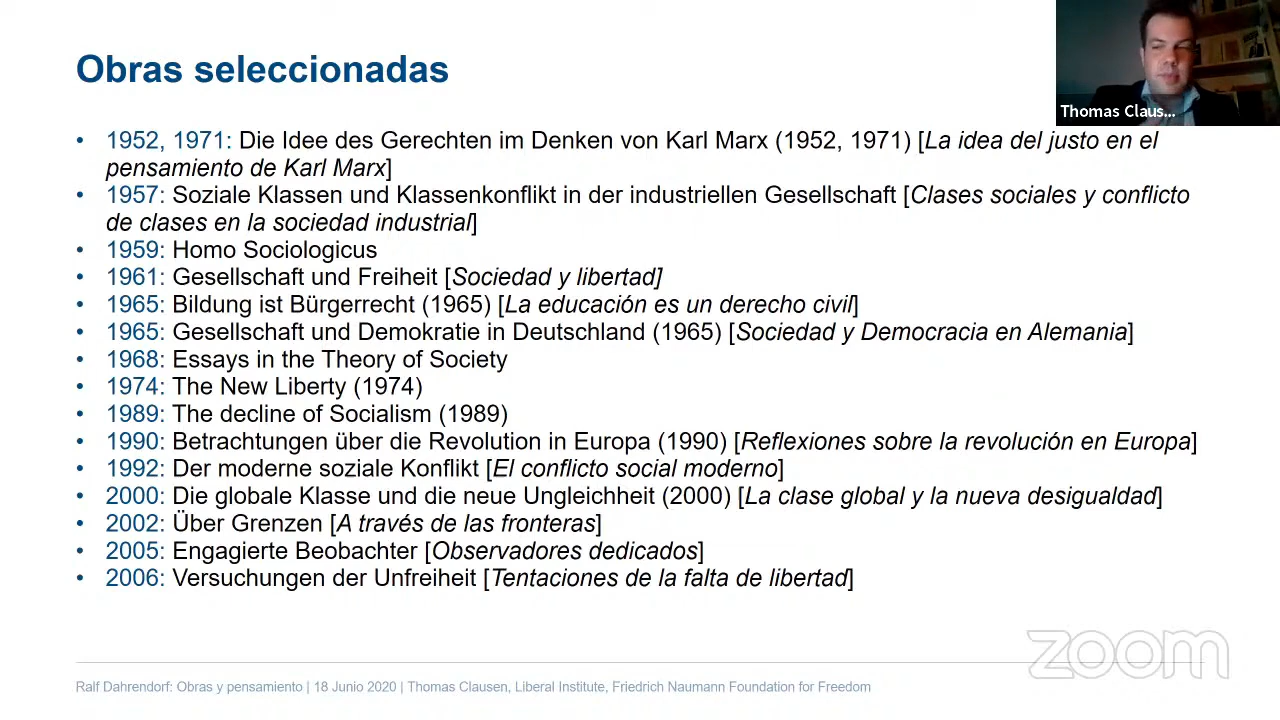 Obras seleccionadas
Thomas Claus...
• 1952, 1971: Die Idee des Gerechten im Denken von Karl Marx (1952, 1971) [La idea del justo en el
pensamiento de Karl Marx]
• 1957: Soziale Klassen und Klassenkonflikt in der industriellen Gesellschaft [Clases sociales y conflicto
de clases en la sociedad industrial]
• 1959: Homo Sociologicus
• 1961: Gesellschaft und Freiheit [Sociedad y libertad]
• 1965: Bildung ist Bürgerrecht (1965) [La educación es un derecho civil]
• 1965: Gesellschaft und Demokratie in Deutschland (1965) [Sociedad y Democracia en Alemania]
• 1968: Essays in the Theory of Society
• 1974: The New Liberty (1974)
• 1989: The decline of Socialism (1989)
• 1990: Betrachtungen über die Revolution in Europa (1990) [Reflexiones sobre la revolución en Europa]
• 1992: Der moderne soziale Konflikt [El conflicto social moderno]
• 2000: Die globale Klasse und die neue Ungleichheit (2000) [La clase global y la nueva desigualdad]
• 2002: Über Grenzen [A través de las fronteras]
• 2005: Engagierte Beobachter [Observadores dedicados]
• 2006: Versuchungen der Unfreiheit [Tentaciones de la falta de libertad]
zoom
Ralf Dahrendorf: Obras y pensamiento | 18 Junio 2020 | Thomas Clausen, Liberal Institute, Friedrich Naumann Foundation for Freedom